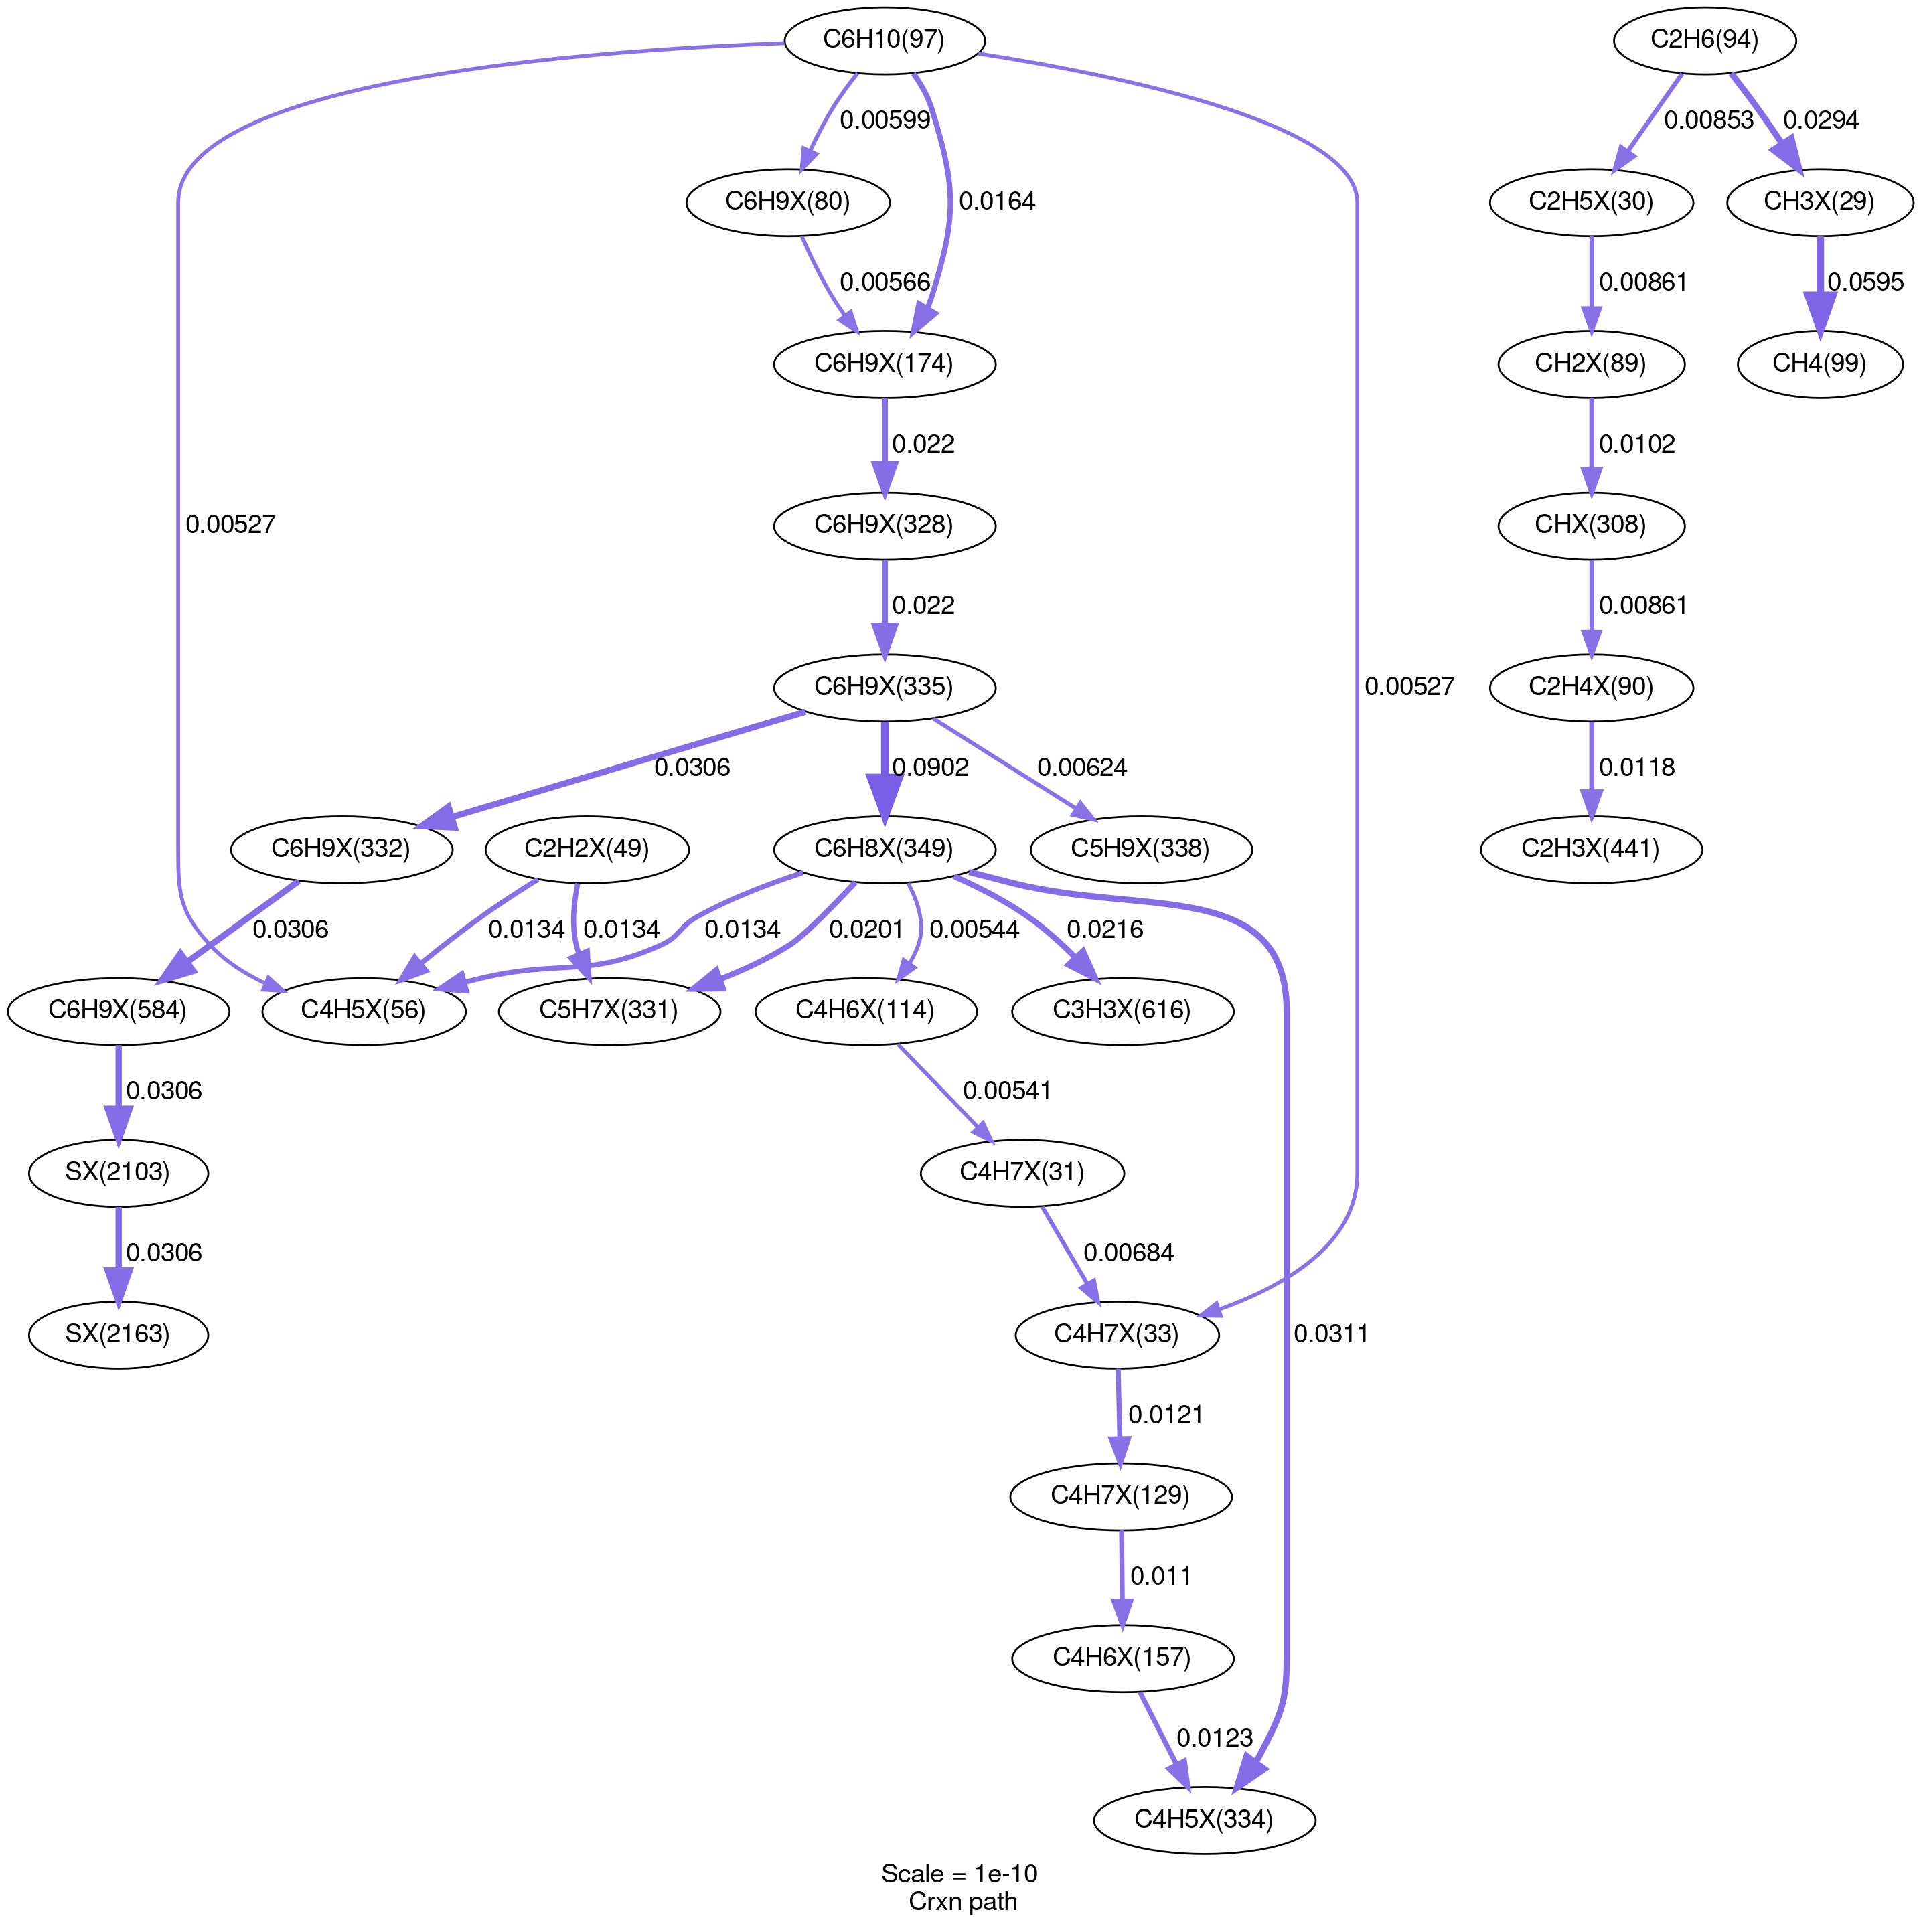 C6H10(97)
C2H6(94)
0.00599
0.00853
0.0294
C6H9X(80)
0.0164
C2H5X(30)
CH3X(29)
0.00566
0.00861
0.0595
C6H9X(174)
CH2X(89)
CH4(99)
0.022
0.0102
0.00527
C6H9X(328)
CHX(308)
0.022
0.00861
C6H9X(335)
0.00527
C2H4X(90)
0.0306
0.0902
0.00624
0.0118
C6H9X(332)
C2H2X(49)
C6H8X(349)
C5H9X(338)
C2H3X(441)
0.0306
0.0134
0.0134
0.0134
0.0201
0.00544
0.0216
C6H9X(584)
C4H5X(56)
C5H7X(331)
C4H6X(114)
C3H3X(616)
0.0306
0.00541
SX(2103)
C4H7X(31)
0.0306
0.00684
SX(2163)
C4H7X(33)
0.0311
0.0121
C4H7X(129)
0.011
C4H6X(157)
0.0123
C4H5X(334)
Scale = 1e-10
Crxn path